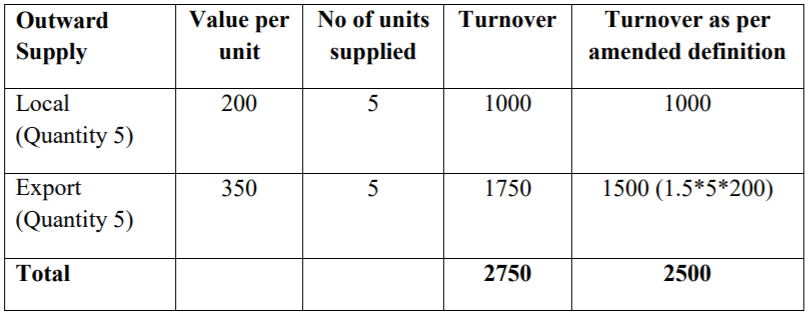 Outward Supply
Value per unit
No of units supplied
Turnover
Turnover as per amended definition
Local (Quantity 5)
200
5
1000
1000
Export (Quantity 5)
350
5
1750
1500 (1.5*5*200)
Total
2750
2500